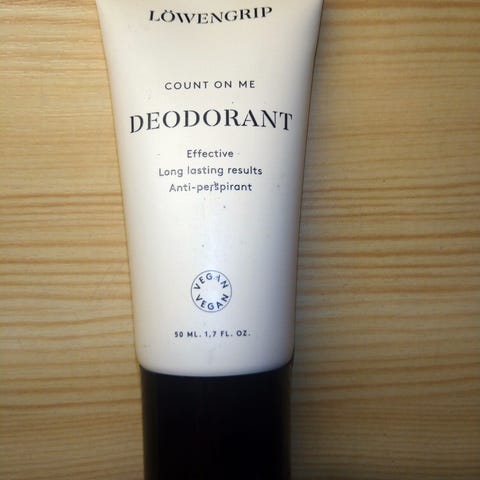 LÖWENGRIP
COUNT ON ME
DEODORANT
Effective
Long lasting results
Anti-perspirant
VEGAN
VEGAN
50 ML. 1,7 FL. OZ.